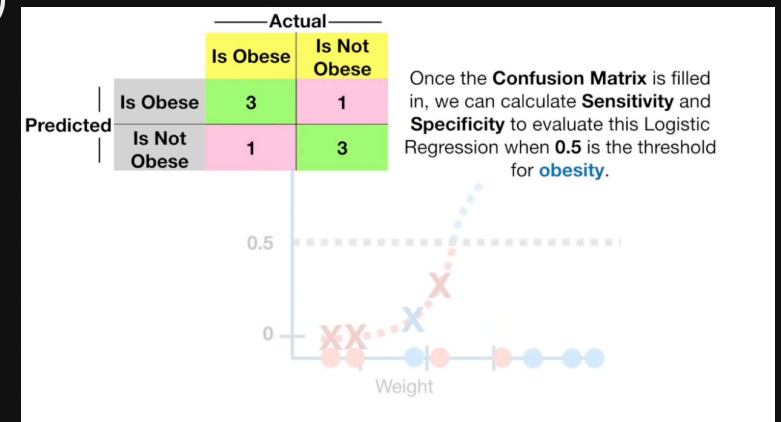 Actual
Is Obese
Is Not
Obese
Is Obese
3
1
Predicted
Is Not
Obese
1
3
Once the Confusion Matrix is filled
in, we can calculate Sensitivity and
Specificity to evaluate this Logistic
Regression when 0.5 is the threshold
for obesity.
0.5
X
X
0
XX
Weight